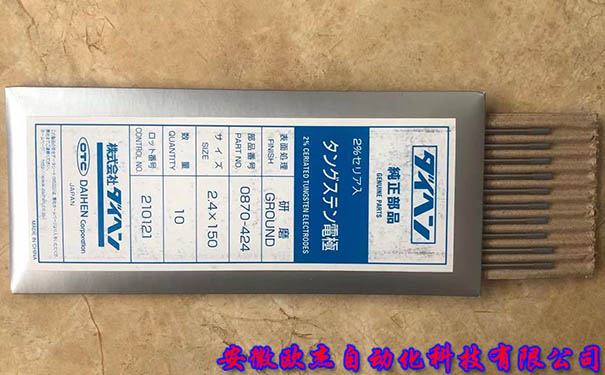 ダイヘン
純正部品
GENUINE PARTS
2%セリア入
タングステン電極
2% CERIATED TUNGSTEN ELECTRODES
表面処理 研磨
FINISH. GROUND
部品番号 0870-424
PART NO.
サイズ 2.4×150
SIZE
数量 10
QUANTITY
ロット番号 210121
CONTROL NO.
株式会社ダイヘン
OTC DAIHEN Corporation
JAPAN
MADE IN CHINA
安徽欧杰自动化科技有限公司